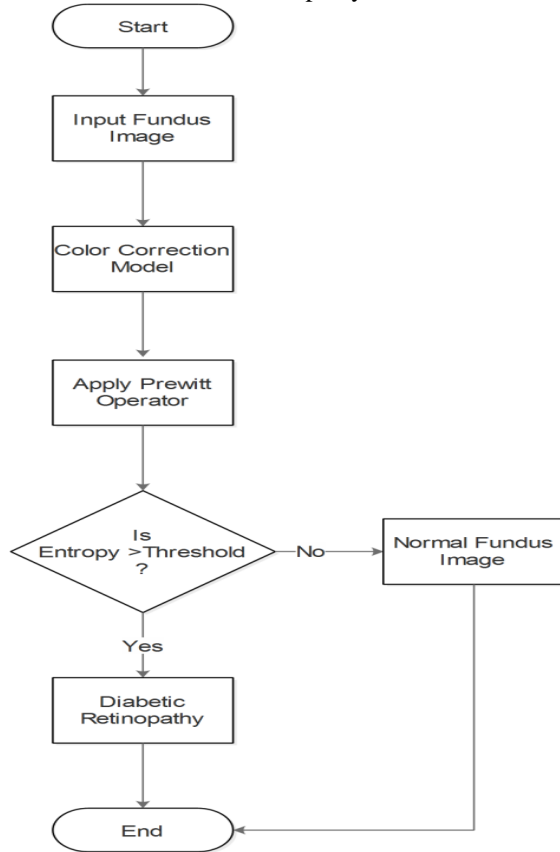 Start
Input Fundus
Image
Color Correction
Model
Apply Prewitt
Operator
Is
Entropy >Threshold
?
No
Normal Fundus
Image
Yes
Diabetic
Retinopathy
End